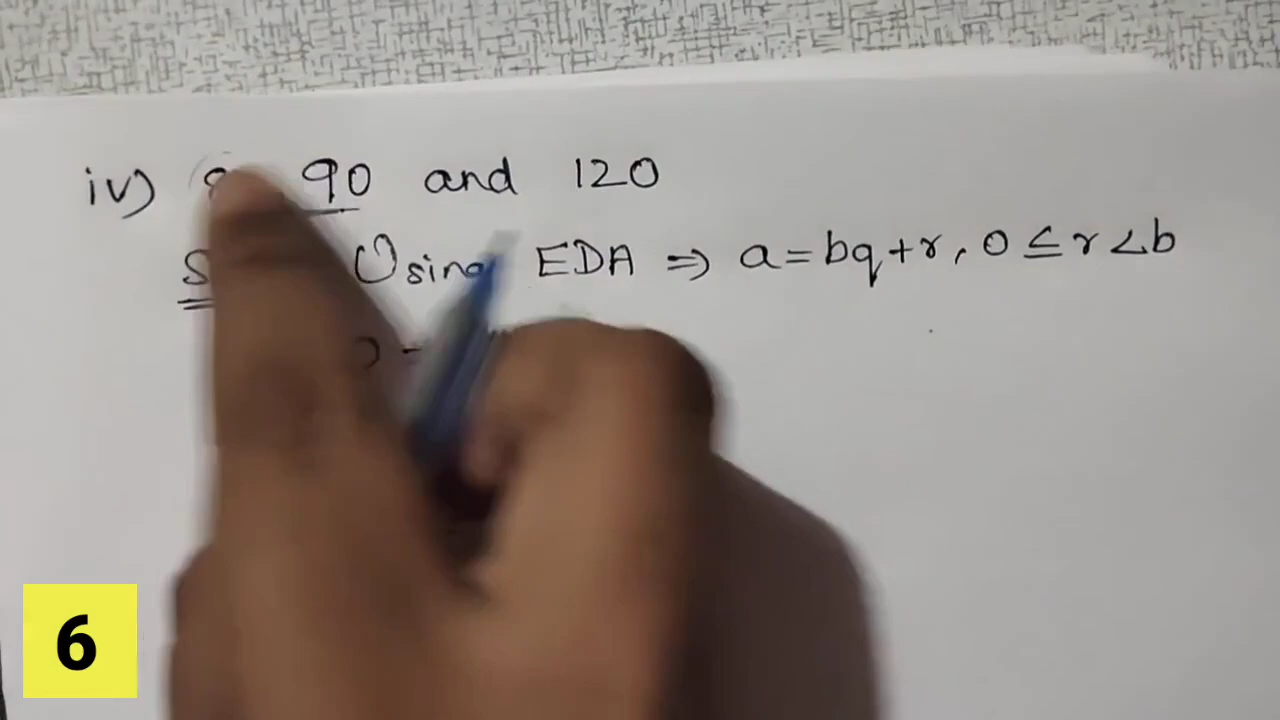 iv) 90 and 120
Using EDA ⇒ a = bq + r, 0 ≤ r < b
6